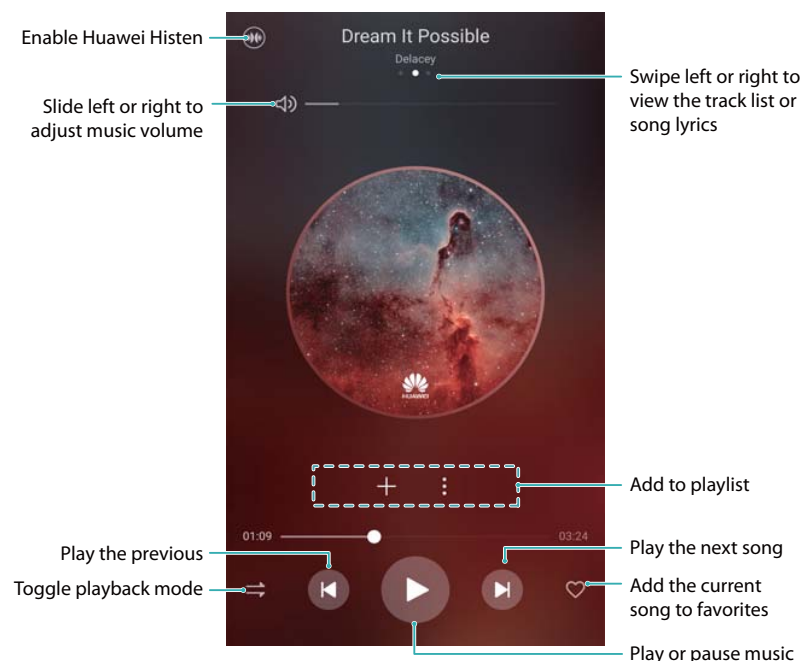 Enable Huawei Histen
Dream It Possible
Delacey
Swipe left or right to
view the track list or
song lyrics
Slide left or right to
adjust music volume
HUAWEI
Add to playlist
01:09
03:24
Play the previous
Play the next song
Toggle playback mode
Add the current
song to favorites
Play or pause music